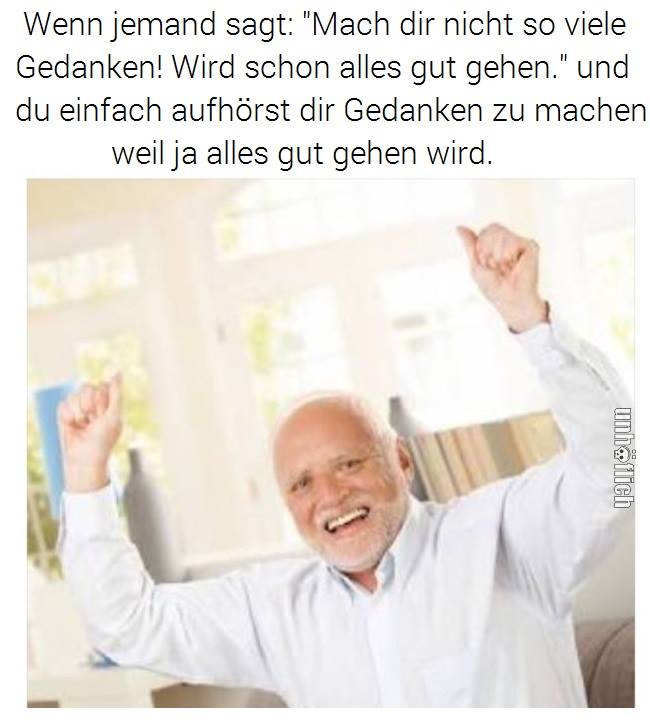 Wenn jemand sagt: "Mach dir nicht so viele
Gedanken! Wird schon alles gut gehen." und
du einfach aufhörst dir Gedanken zu machen
weil ja alles gut gehen wird.
unhöflich